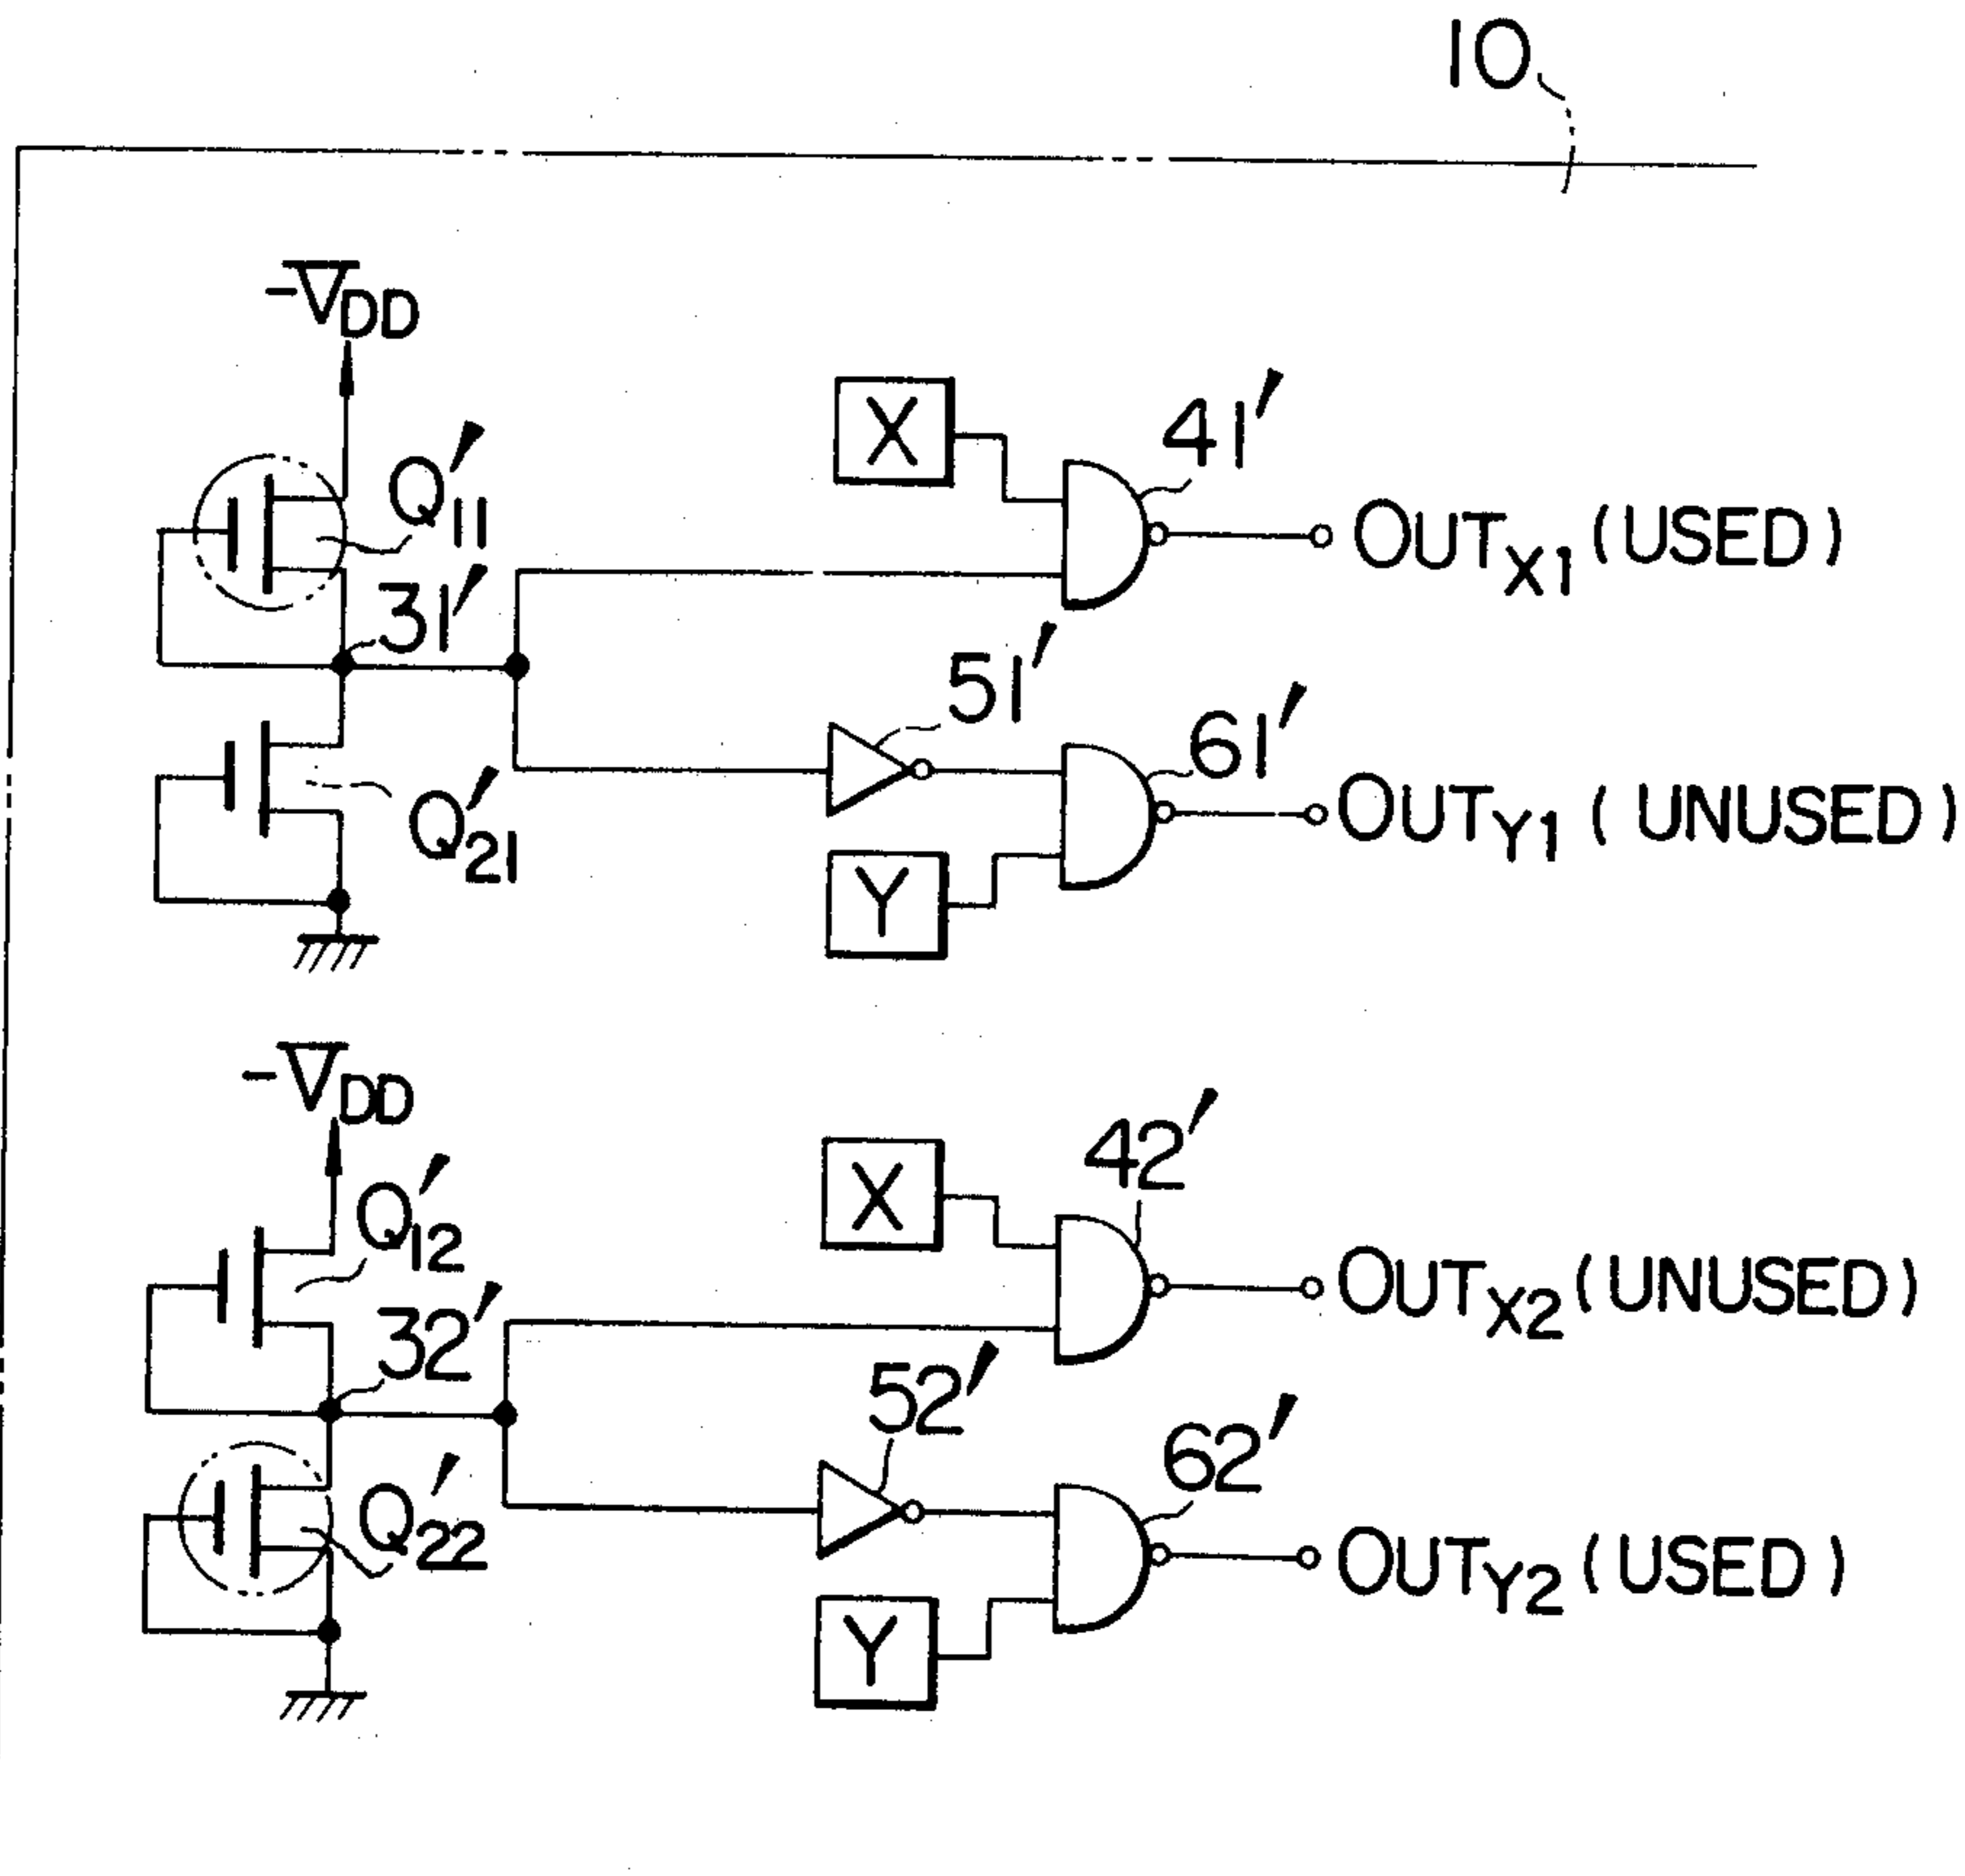 10
-VDD
Q'11
31'
Q'21
X
41'
OUTX1 (USED)
51'
61'
OUTY1 (UNUSED)
Y
-VDD
Q'12
32'
Q'22
X
42'
OUTX2 (UNUSED)
52'
62'
OUTY2 (USED)
Y